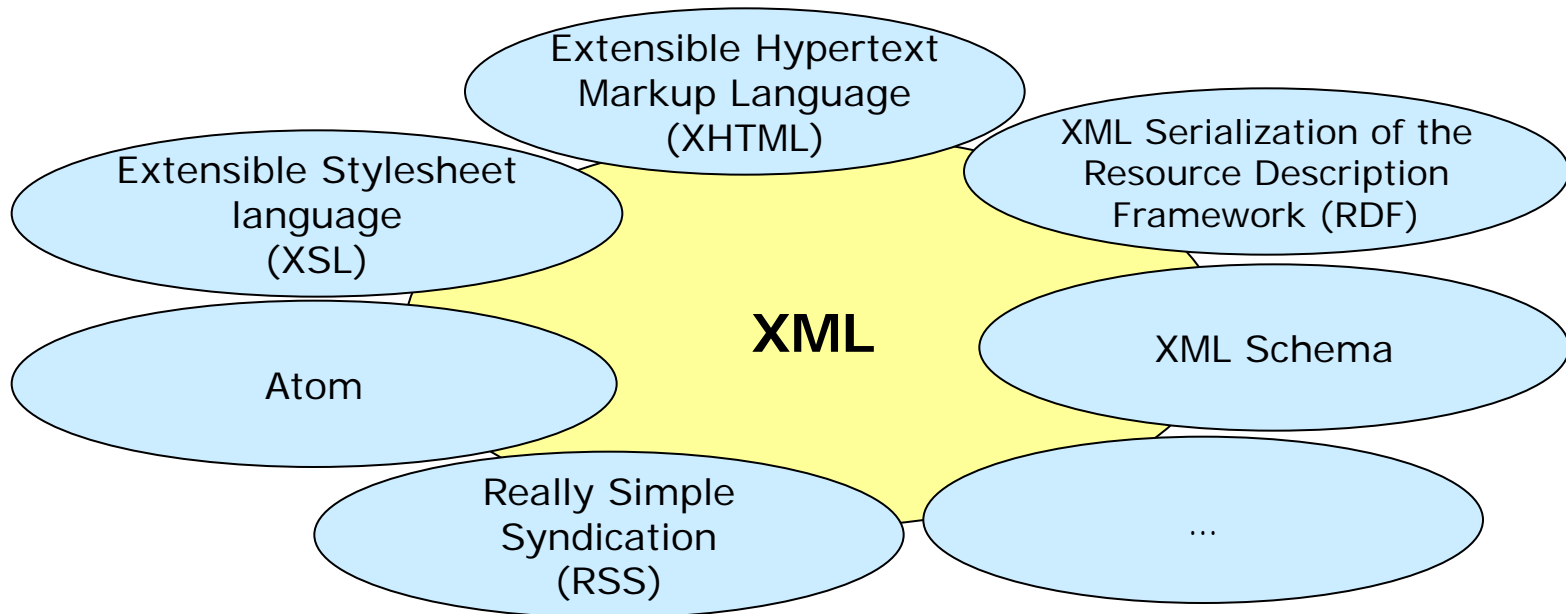 Extensible Hypertext
Markup Language
(XHTML)
XML Serialization of the
Resource Description
Framework (RDF)
Extensible Stylesheet
language
(XSL)
XML
XML Schema
Atom
Really Simple
Syndication
(RSS)
...